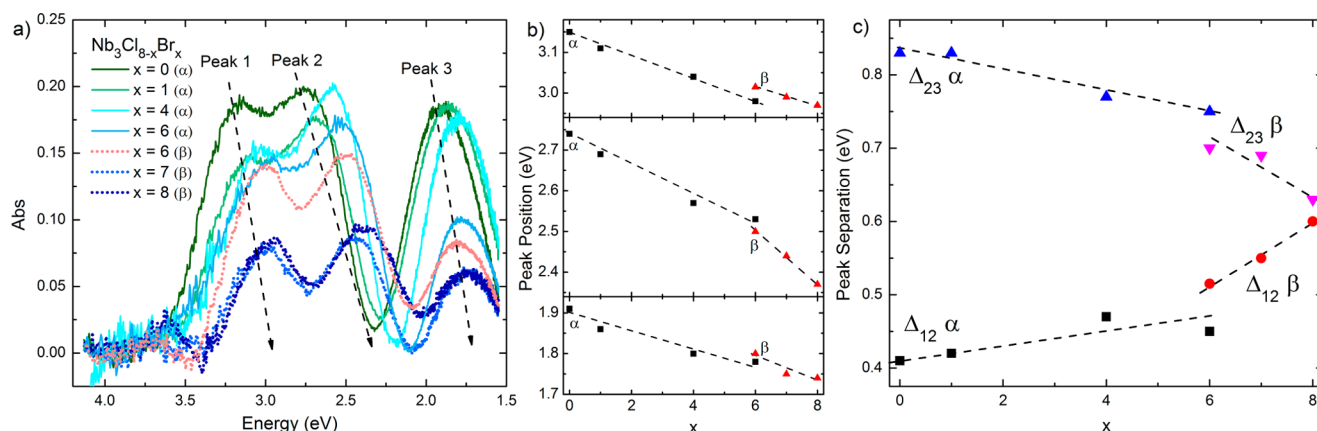 a)
Nb₃Cl₈₋ₓBrₓ
x = 0 (α)
x = 1 (α)
x = 4 (α)
x = 6 (α)
x = 6 (β)
x = 7 (β)
x = 8 (β)
Peak 1
Peak 2
Peak 3
Abs
0.25
0.20
0.15
0.10
0.05
0.00
4.0
3.5
3.0
2.5
2.0
1.5
Energy (eV)
b)
Peak Position (eV)
3.1
3.0
2.9
α
β
2.7
2.6
2.5
2.4
2.3
α
β
1.9
1.8
1.7
α
β
0
2
4
6
8
x
c)
Peak Separation (eV)
0.8
0.7
0.6
0.5
0.4
Δ₂₃ α
Δ₂₃ β
Δ₁₂ β
Δ₁₂ α
0
2
4
6
8
x